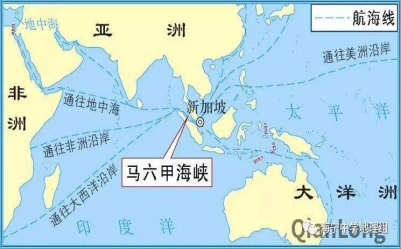 地中海
亚 洲
航海线
通往美洲沿岸
非洲
通往地中海
新加坡
太平洋
通往非洲沿岸
马六甲海峡
通往大西洋沿岸
大洋洲
印度洋
QianLong